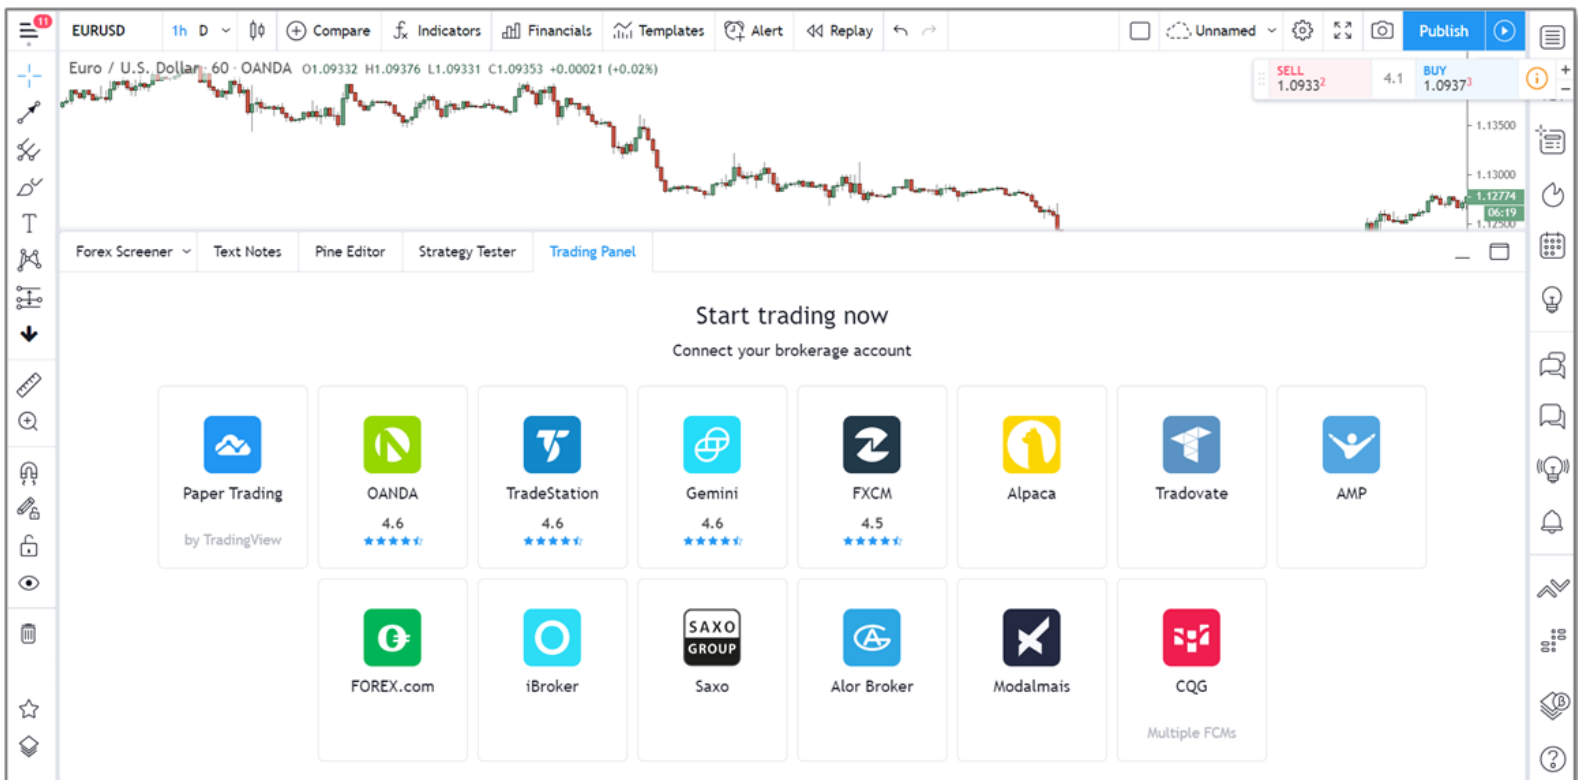 11 EURUSD 1h D Compare Indicators Financials Templates Alert Replay Unnamed Publish
Euro / U.S. Dollar · 60 · OANDA O1.09332 H1.09376 L1.09331 C1.09353 +0.00021 (+0.02%)
SELL
1.09332
4.1
BUY
1.09373
1.13500
1.13000
1.12774
06:19
1.12500
Forex Screener Text Notes Pine Editor Strategy Tester Trading Panel
Start trading now
Connect your brokerage account
Paper Trading
by TradingView
OANDA
4.6
TradeStation
4.6
Gemini
4.6
FXCM
4.5
Alpaca
Tradovate
AMP
FOREX.com
iBroker
SAXO
GROUP
Saxo
Alor Broker
Modalmais
CQG
Multiple FCMs